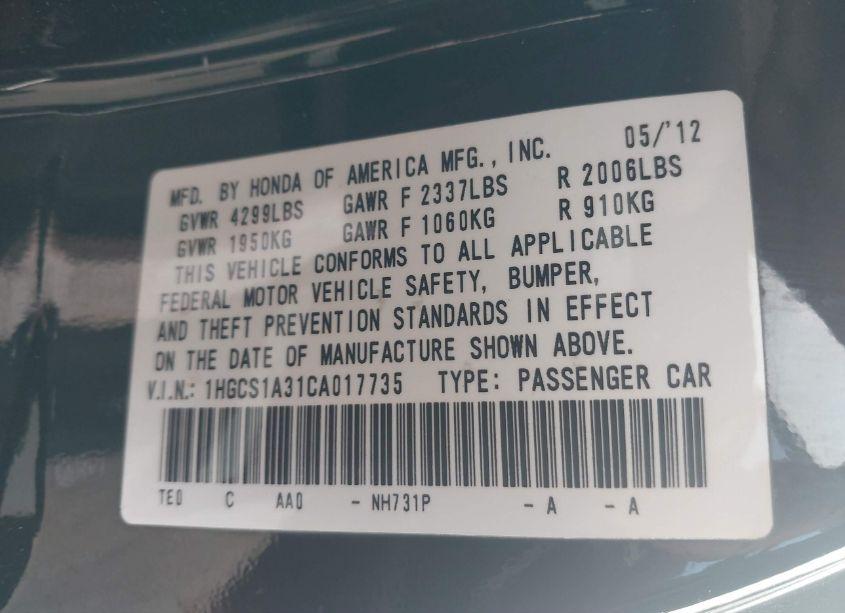 MFD. BY HONDA OF AMERICA MFG., INC. 05/'12
GVWR 4299LBS GAWR F 2337LBS R 2006LBS
GVWR 1950KG GAWR F 1060KG R 910KG
THIS VEHICLE CONFORMS TO ALL APPLICABLE
FEDERAL MOTOR VEHICLE SAFETY, BUMPER,
AND THEFT PREVENTION STANDARDS IN EFFECT
ON THE DATE OF MANUFACTURE SHOWN ABOVE.
V.I.N.: 1HGCS1A31CA017735 TYPE: PASSENGER CAR
TE0 C AA0 - NH731P - A - A